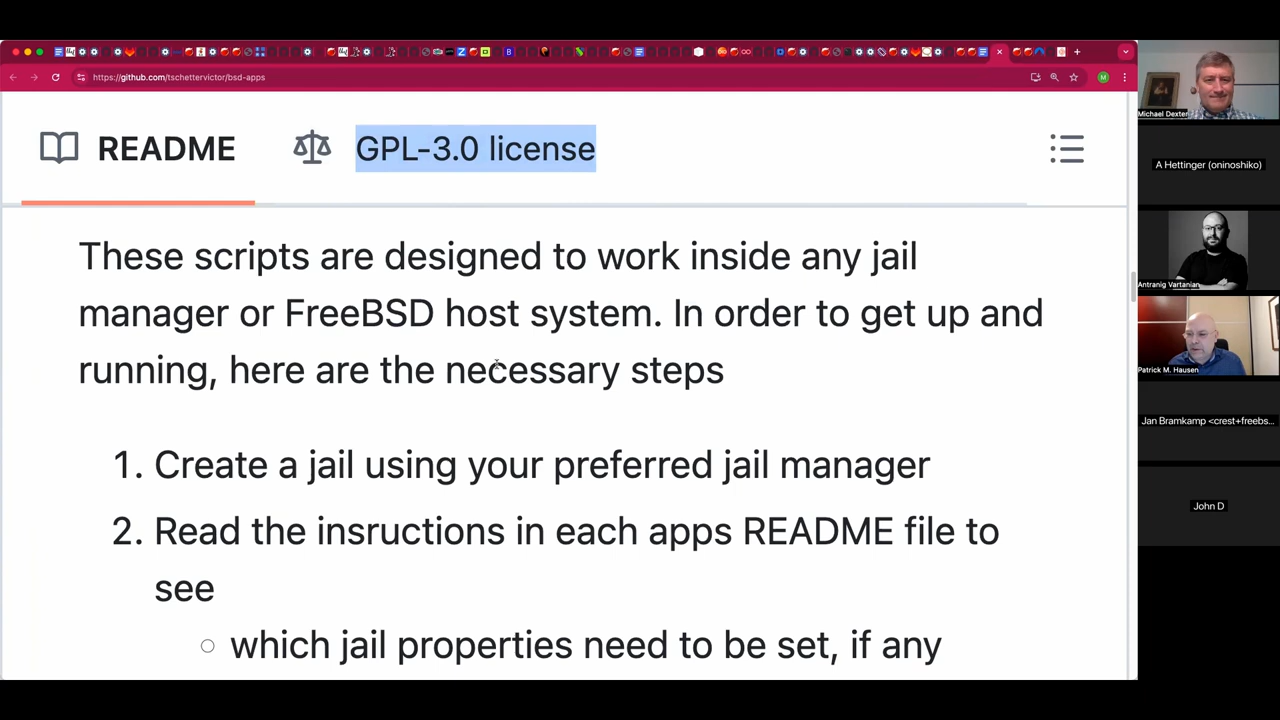 https://github.com/tschettervictor/bsd-apps
README
GPL-3.0 license
These scripts are designed to work inside any jail
manager or FreeBSD host system. In order to get up and
running, here are the necessary steps
1. Create a jail using your preferred jail manager
2. Read the insructions in each apps README file to
see
which jail properties need to be set, if any
Michael Dexter
A Hettinger (oninoshiko)
Antranig Vartanian
Patrick M. Hausen
Jan Bramkamp <crest+freebs...
John D